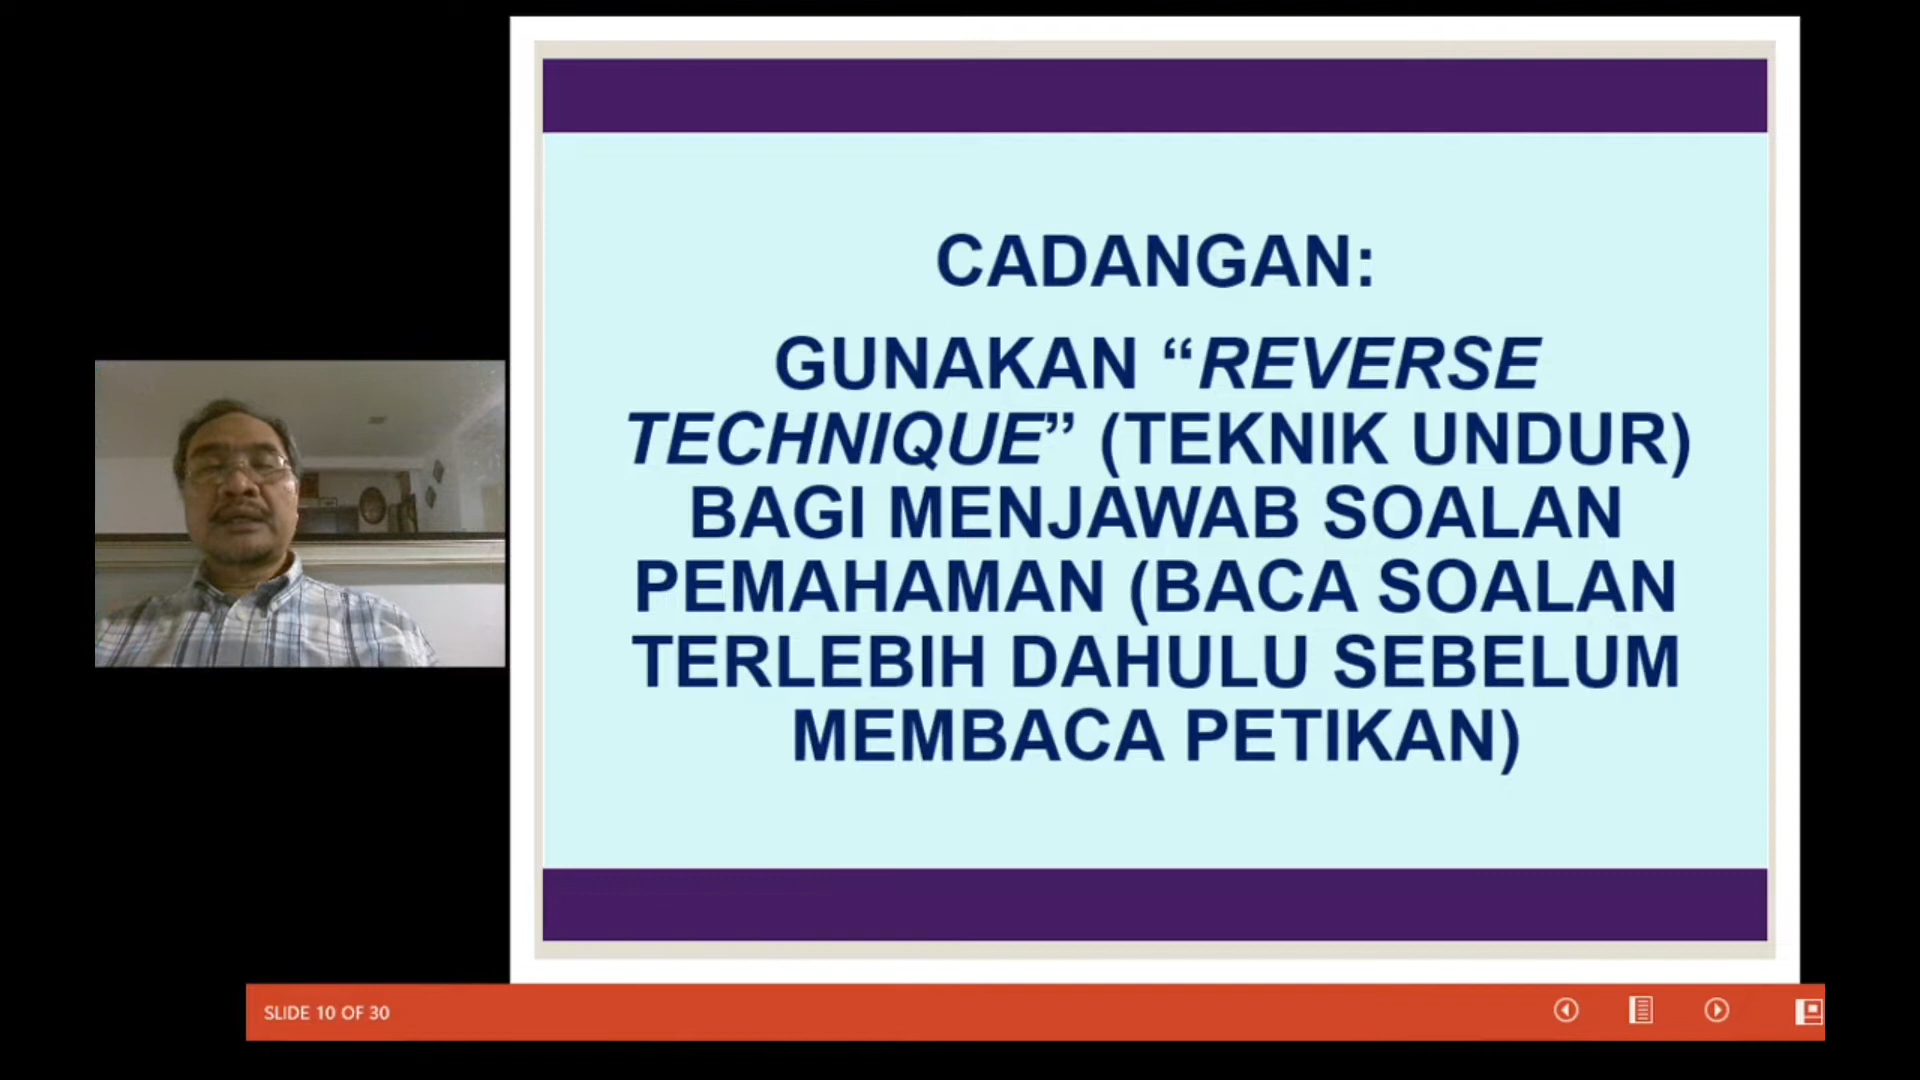 CADANGAN:
GUNAKAN “REVERSE
TECHNIQUE” (TEKNIK UNDUR)
BAGI MENJAWAB SOALAN
PEMAHAMAN (BACA SOALAN
TERLEBIH DAHULU SEBELUM
MEMBACA PETIKAN)
SLIDE 10 OF 30